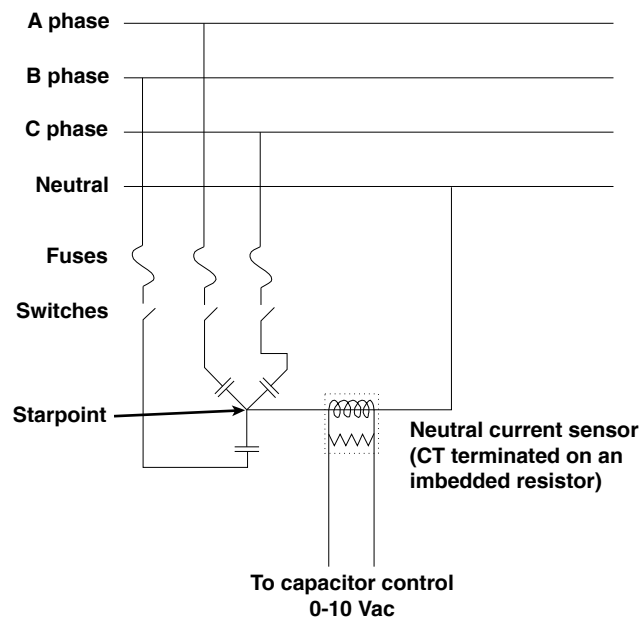 A phase
B phase
C phase
Neutral
Fuses
Switches
Starpoint
Neutral current sensor
(CT terminated on an
imbedded resistor)
To capacitor control
0-10 Vac